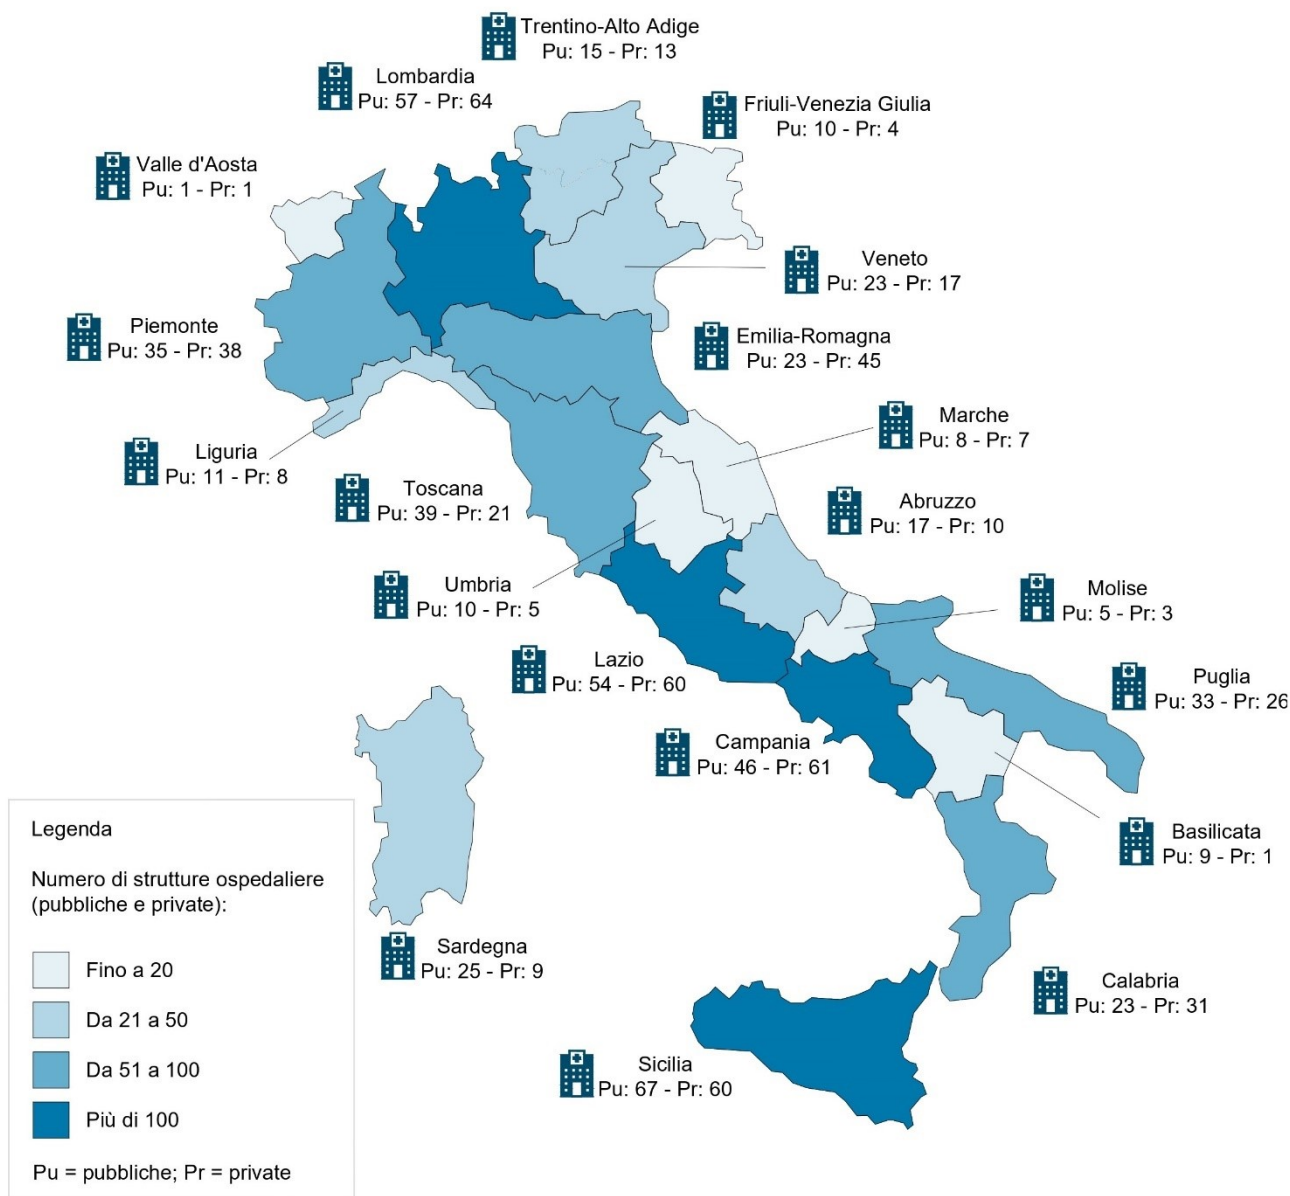 Trentino-Alto Adige
Pu: 15 - Pr: 13
Lombardia
Pu: 57 - Pr: 64
Friuli-Venezia Giulia
Pu: 10 - Pr: 4
Valle d'Aosta
Pu: 1 - Pr: 1
Veneto
Pu: 23 - Pr: 17
Piemonte
Pu: 35 - Pr: 38
Emilia-Romagna
Pu: 23 - Pr: 45
Marche
Pu: 8 - Pr: 7
Liguria
Pu: 11 - Pr: 8
Toscana
Pu: 39 - Pr: 21
Abruzzo
Pu: 17 - Pr: 10
Umbria
Pu: 10 - Pr: 5
Molise
Pu: 5 - Pr: 3
Lazio
Pu: 54 - Pr: 60
Puglia
Pu: 33 - Pr: 26
Campania
Pu: 46 - Pr: 61
Basilicata
Pu: 9 - Pr: 1
Sardegna
Pu: 25 - Pr: 9
Calabria
Pu: 23 - Pr: 31
Sicilia
Pu: 67 - Pr: 60
Legenda
Numero di strutture ospedaliere
(pubbliche e private):
Fino a 20
Da 21 a 50
Da 51 a 100
Più di 100
Pu = pubbliche; Pr = private